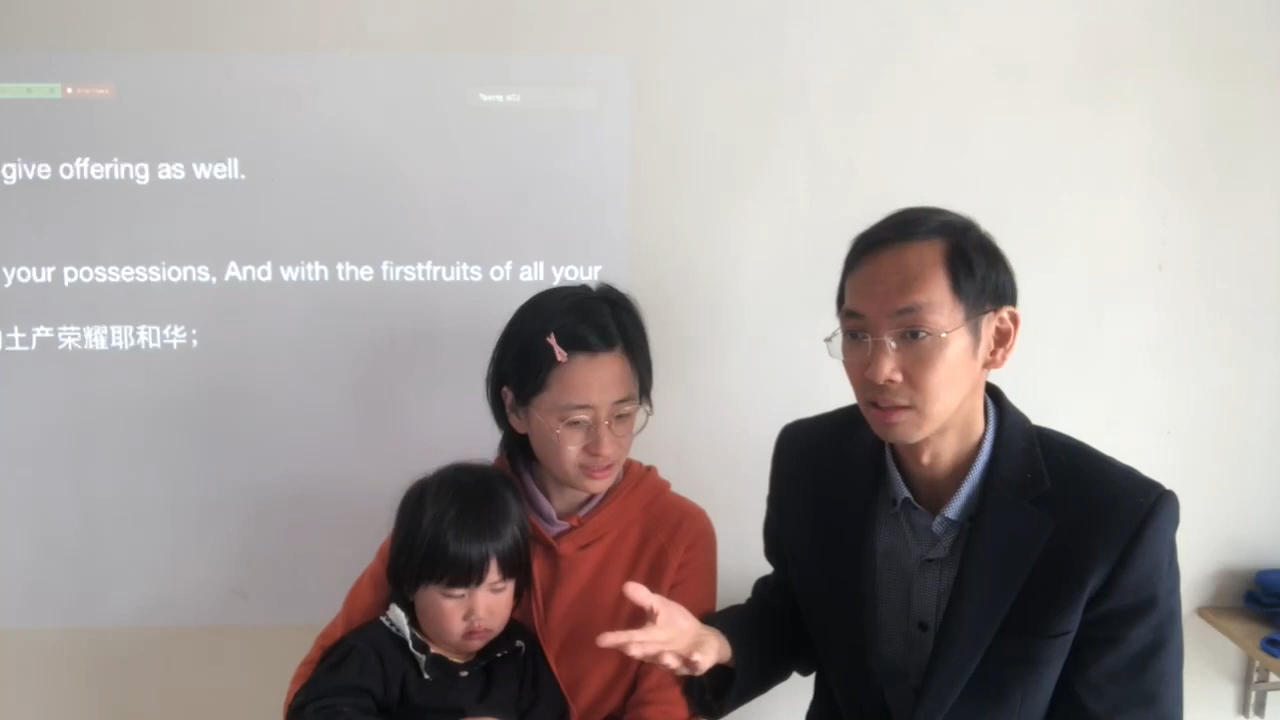 give offering as well.
your possessions, And with the firstfruits of all your
土产荣耀耶和华；